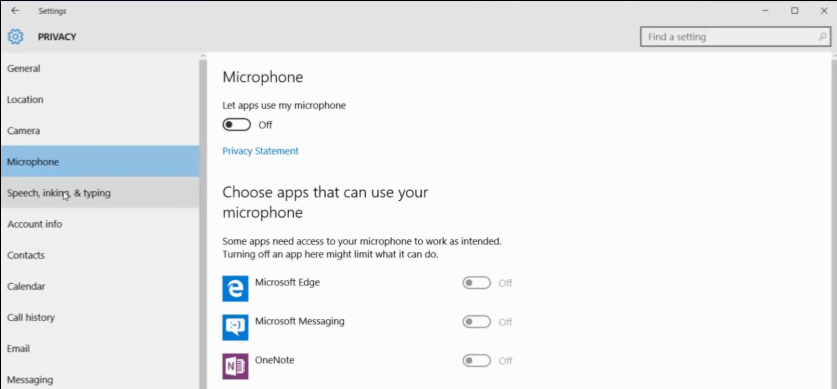 Settings
PRIVACY
Find a setting
General
Location
Camera
Microphone
Speech, inking, & typing
Account info
Contacts
Calendar
Call history
Email
Messaging
Microphone
Let apps use my microphone
Off
Privacy Statement
Choose apps that can use your
microphone
Some apps need access to your microphone to work as intended.
Turning off an app here might limit what it can do.
Microsoft Edge Off
Microsoft Messaging Off
OneNote Off